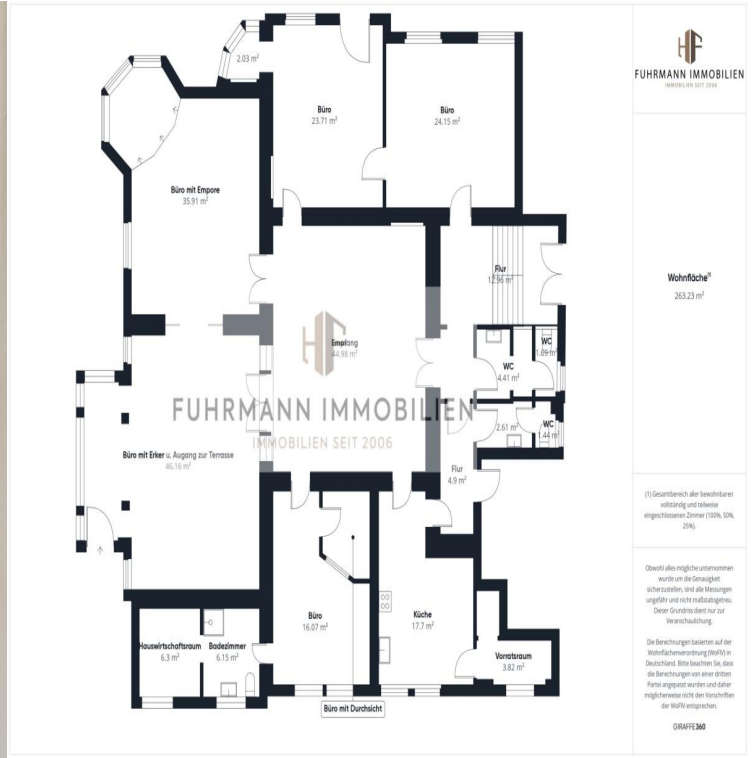 2.03 m²
Büro
23.71 m²
Büro
24.15 m²
Büro mit Empore
35.91 m²
Flur
12.96 m²
Empfang
44.98 m²
WC
4.41 m²
WC
1.09 m²
FUHRMANN IMMOBILIEN
IMMOBILIEN SEIT 2006
2.61 m²
WC
1.44 m²
Büro mit Erker u. Augang zur Terrasse
46.16 m²
Flur
4.9 m²
Büro
16.07 m²
Küche
17.7 m²
Hauswirtschaftsraum
6.3 m²
Badezimmer
6.15 m²
Vorratsraum
3.82 m²
Büro mit Durchsicht
FUHRMANN IMMOBILIEN
IMMOBILIEN SEIT 2006
Wohnfläche⁽¹⁾
263.23 m²
(1) Gesamtbereich aller bewohnbaren
vollständig und teilweise
eingeschlossenen Zimmer (100%, 50%,
25%).
Obwohl alles mögliche unternommen
wurde um die Genauigkeit
sicherzustellen, sind alle Messungen
ungefähr und nicht maßstabsgetreu.
Dieser Grundriss dient nur zur
Veranschaulichung.
Die Berechnungen basierten auf der
Wohnflächenverordnung (WoFlV) in
Deutschland. Bitte beachten Sie, dass
die Berechnungen von einer dritten
Partei angepasst wurden und daher
möglicherweise nicht den Vorschriften
der WoFlV entsprechen.
GIRAFFE360